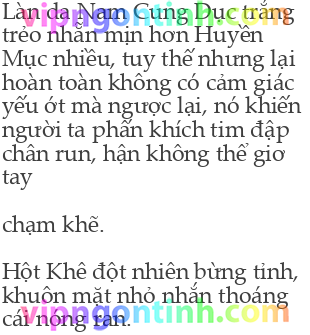 Làn da Nam Cung Dục trắng
trẻo nhẵn mịn hơn Huyền
Mục nhiều, tuy thế nhưng lại
hoàn toàn không có cảm giác
yếu ớt mà ngược lại, nó khiến
người ta phấn khích tim đập
chân run, hận không thể giơ
tay
chạm khẽ.
Hột Khê đột nhiên bừng tỉnh,
khuôn mặt nhỏ nhắn thoáng
cái nóng ran.
vipngontinh.com
vipngontinh.com